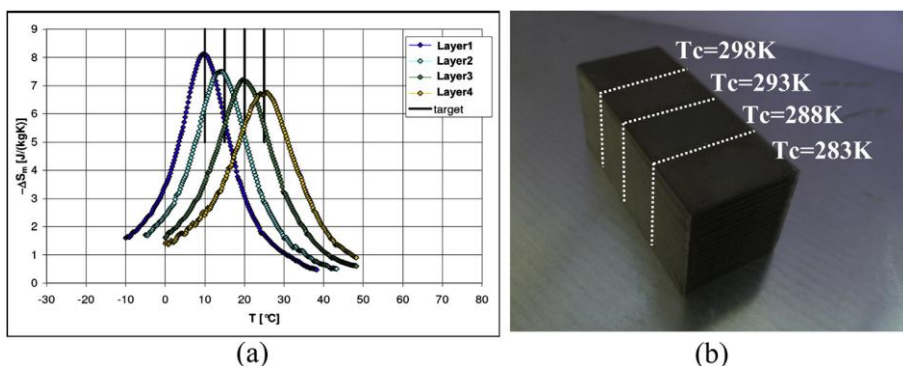 9
8
7
6
5
4
3
2
1
0
-ΔSm [J/(kgK)]
Layer1
Layer2
Layer3
Layer4
target
-30 -20 -10 0 10 20 30 40 50 60 70 80
T [°C]
(a)
Tc=298K
Tc=293K
Tc=288K
Tc=283K
(b)